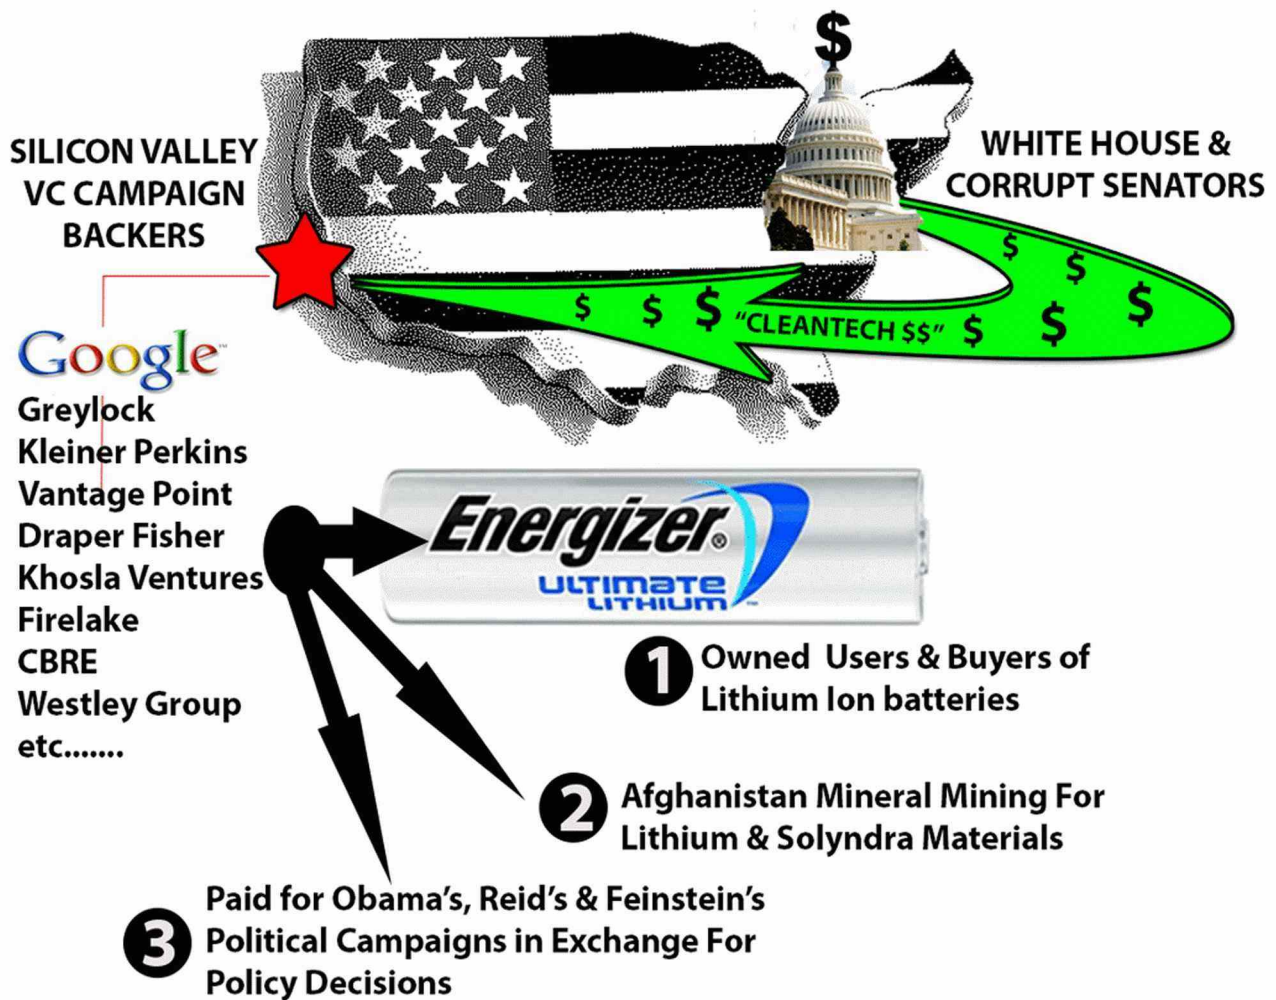 $
SILICON VALLEY
VC CAMPAIGN
BACKERS
WHITE HOUSE &
CORRUPT SENATORS
$ $ $
$ $ $ "CLEANTECH $$" $ $
Google™
Greylock
Kleiner Perkins
Vantage Point
Draper Fisher
Khosla Ventures
Firelake
CBRE
Westley Group
etc.......
Energizer®
ULTIMATE
LITHIUM™
1 Owned Users & Buyers of
Lithium Ion batteries
2 Afghanistan Mineral Mining For
Lithium & Solyndra Materials
3 Paid for Obama's, Reid's & Feinstein's
Political Campaigns in Exchange For
Policy Decisions